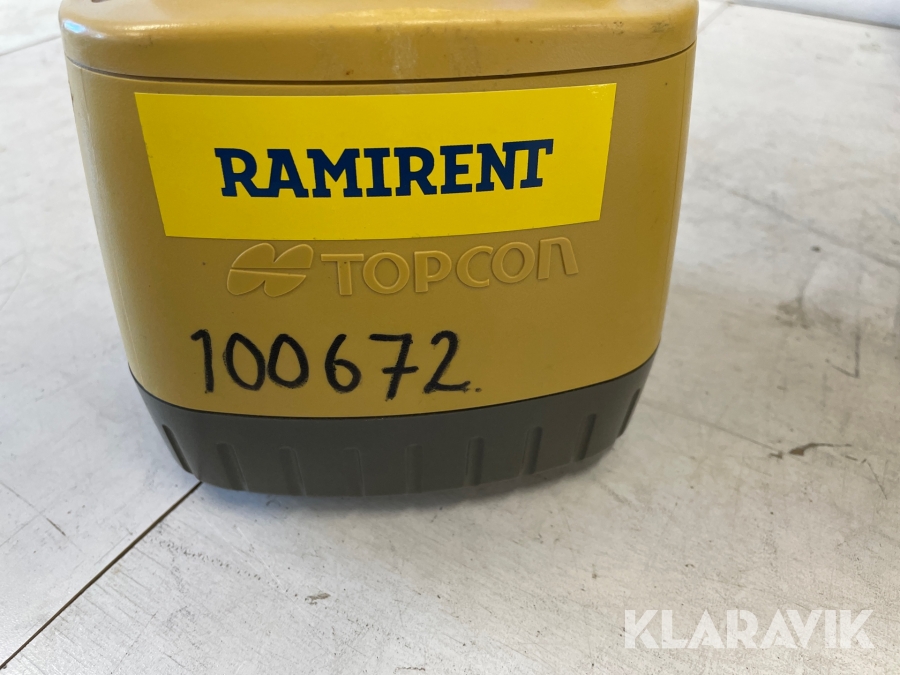 RAMIRENT
TOPCON
100672.
KLARAVIK